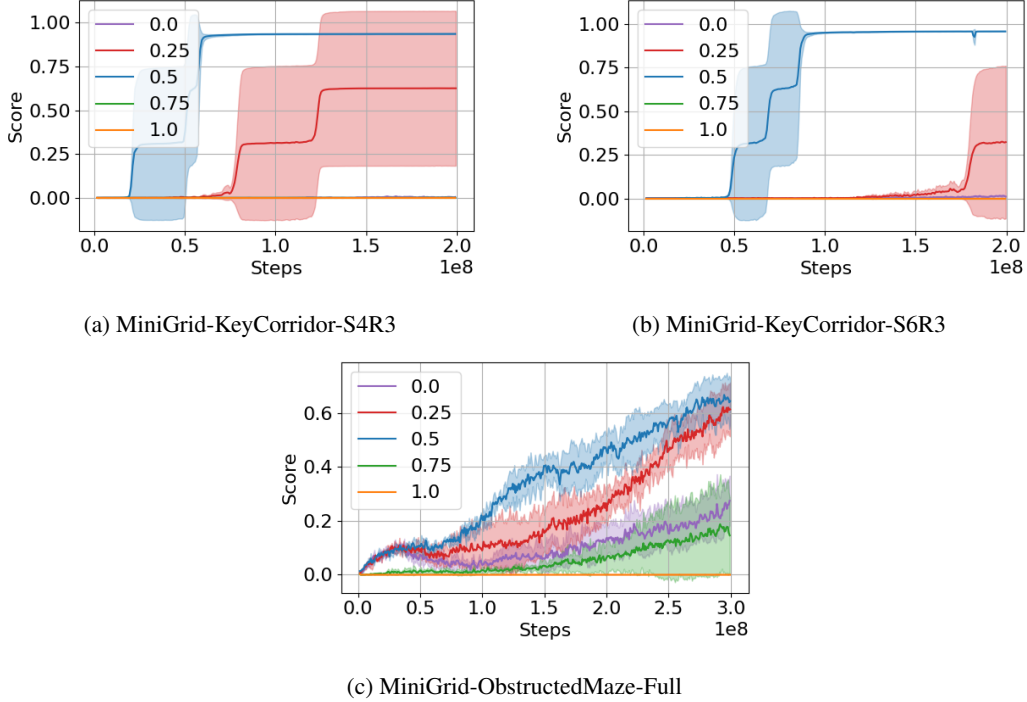 1.00
0.75
0.50
0.25
0.00
Score
0.0
0.25
0.5
0.75
1.0
0.0 0.5 1.0 1.5 2.0
Steps 1e8
(a) MiniGrid-KeyCorridor-S4R3
1.00
0.75
0.50
0.25
0.00
Score
0.0
0.25
0.5
0.75
1.0
0.0 0.5 1.0 1.5 2.0
Steps 1e8
(b) MiniGrid-KeyCorridor-S6R3
0.6
0.4
0.2
0.0
Score
0.0
0.25
0.5
0.75
1.0
0.0 0.5 1.0 1.5 2.0 2.5 3.0
Steps 1e8
(c) MiniGrid-ObstructedMaze-Full